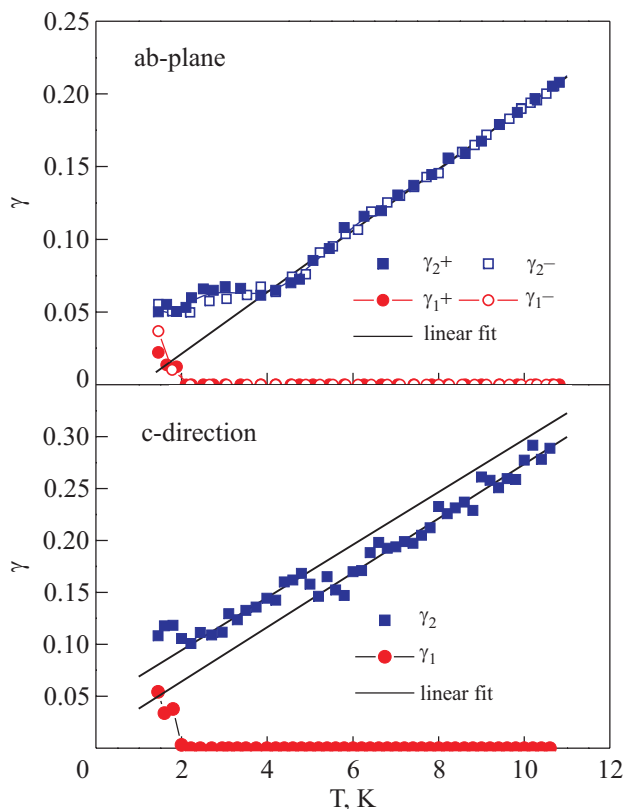 0.25
ab-plane
0.20
0.15
γ
0.10
γ2+ γ2−
γ1+ γ1−
0.05
linear fit
0
c-direction
0.30
0.25
0.20
γ
0.15
γ2
0.10
γ1
0.05
linear fit
0 2 4 6 8 10 12
T, K